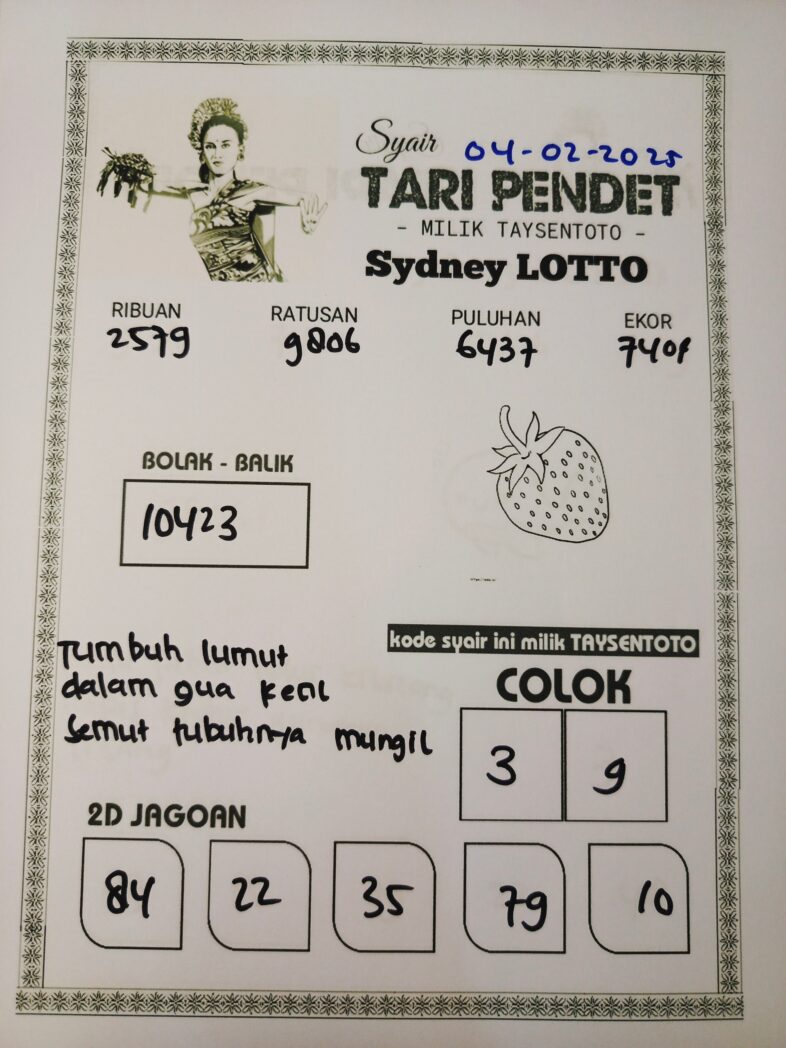 Syair 04-02-2025
TARI PENDET
- MILIK TAYSENTOTO -
Sydney LOTTO
RIBUAN RATUSAN PULUHAN EKOR
2579 9806 6437
BOLAK - BALIK
10423
kode syair ini milik TAYSENTOTO
Tumbuh lumut
dalam gua kecil
Semut tubuhnya mungil
COLOK
3 9
2D JAGOAN
84 22 35 79 10